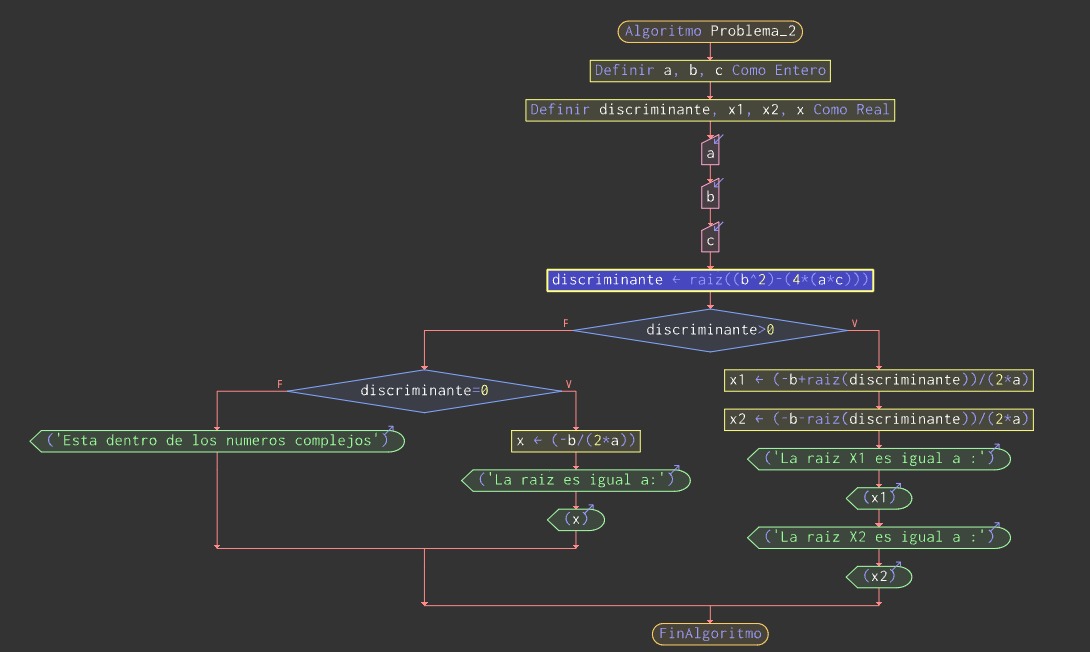 Algoritmo Problema_2
Definir a, b, c Como Entero
Definir discriminante, x1, x2, x Como Real
a
b
c
discriminante ← raiz((b^2)-(4*(a*c)))
F
discriminante>0
V
F
discriminante=0
V
('Esta dentro de los numeros complejos')
x ← (-b/(2*a))
('La raiz es igual a:')
(x)
x1 ← (-b+raiz(discriminante))/(2*a)
x2 ← (-b-raiz(discriminante))/(2*a)
('La raiz X1 es igual a :')
(x1)
('La raiz X2 es igual a :')
(x2)
FinAlgoritmo